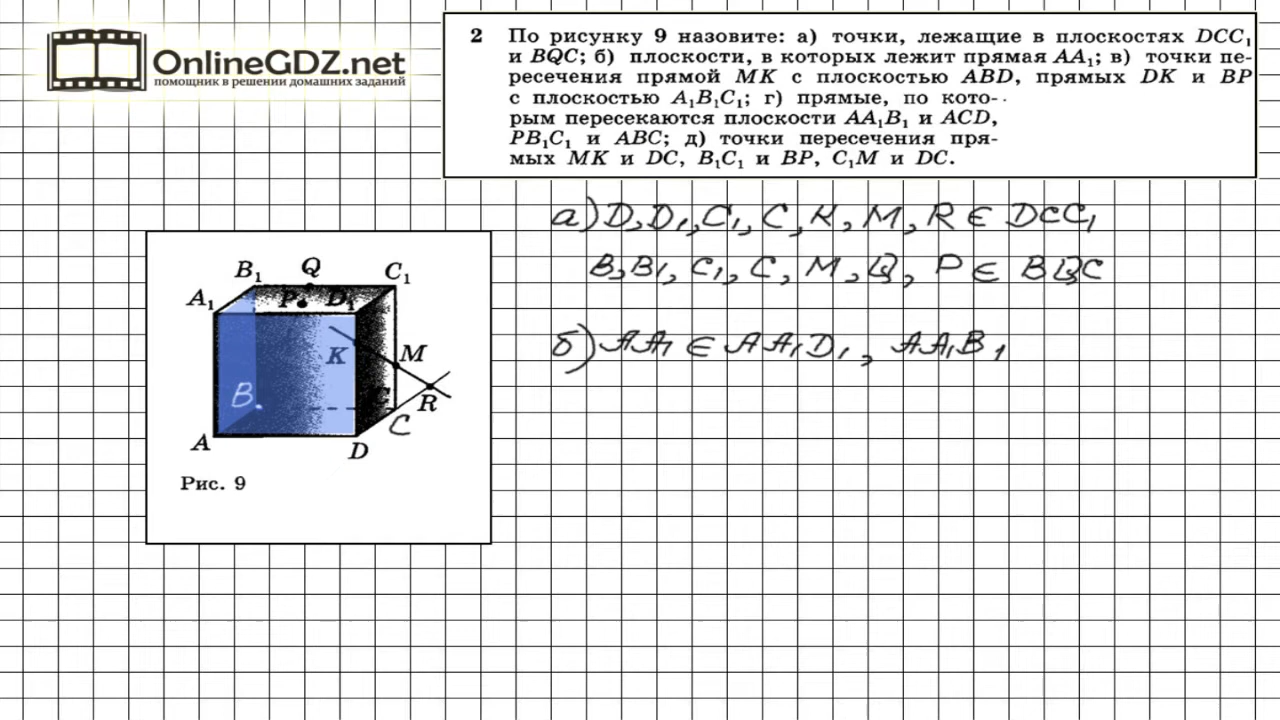 OnlineGDZ.net
помощник в решении домашних заданий
2 По рисунку 9 назовите: а) точки, лежащие в плоскостях DCC₁
и BQC; б) плоскости, в которых лежит прямая AA₁; в) точки пе-
ресечения прямой MK с плоскостью ABD, прямых DK и BP
с плоскостью A₁B₁C₁; г) прямые, по кото-
рым пересекаются плоскости AA₁B₁ и ACD,
PB₁C₁ и ABC; д) точки пересечения пря-
мых MK и DC, B₁C₁ и BP, C₁M и DC.
а) D, D₁, C₁, C, K, M, R ∈ DCC₁
B, B₁, C₁, C, M, Q, P ∈ BQC
б) AA₁ ∈ AA₁D₁, AA₁B₁
B₁ Q C₁
A₁ P D₁
K M
B C R
C
A D
Рис. 9